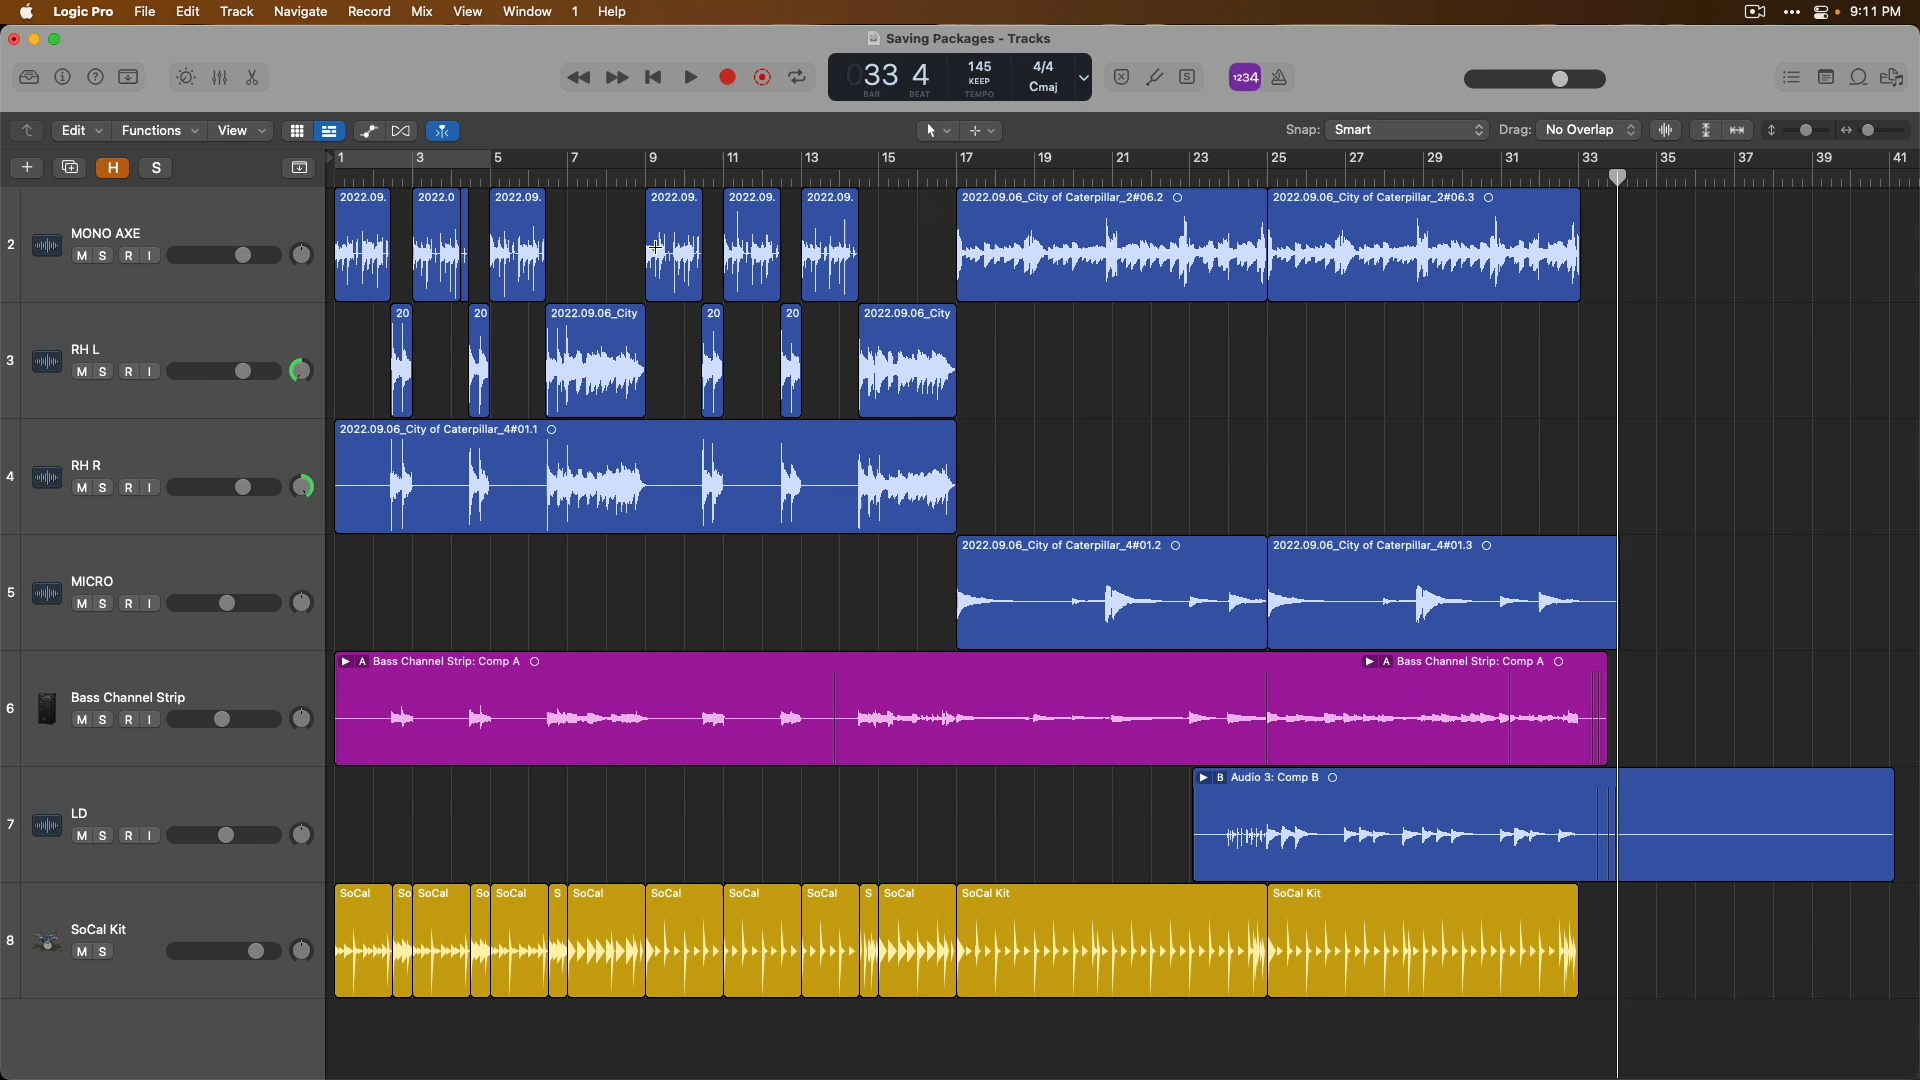 Logic Pro File Edit Track Navigate Record Mix View Window 1 Help 9:11 PM
Saving Packages - Tracks
33 4 145 KEEP 4/4 Cmaj
BAR BEAT TEMPO
S 1234
Edit Functions View Snap: Smart Drag: No Overlap
H S
1 3 5 7 9 11 13 15 17 19 21 23 25 27 29 31 33 35 37 39 41
2022.09. 2022.0 2022.09. 2022.09. 2022.09. 2022.09. 2022.09.06_City of Caterpillar_2#06.2 2022.09.06_City of Caterpillar_2#06.3
2 MONO AXE
M S R I
20 20 2022.09.06_City 20 20 2022.09.06_City
3 RH L
M S R I
2022.09.06_City of Caterpillar_4#01.1
4 RH R
M S R I
2022.09.06_City of Caterpillar_4#01.2 2022.09.06_City of Caterpillar_4#01.3
5 MICRO
M S R I
A Bass Channel Strip: Comp A A Bass Channel Strip: Comp A
6 Bass Channel Strip
M S R I
B Audio 3: Comp B
7 LD
M S R I
SoCal So SoCal So SoCal S SoCal SoCal SoCal SoCal S SoCal SoCal Kit SoCal Kit
8 SoCal Kit
M S